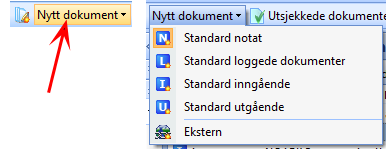 Nytt dokument
Nytt dokument Utsjekkede dokumente
N Standard notat
L Standard loggede dokumenter
I Standard inngående
U Standard utgående
Ekstern